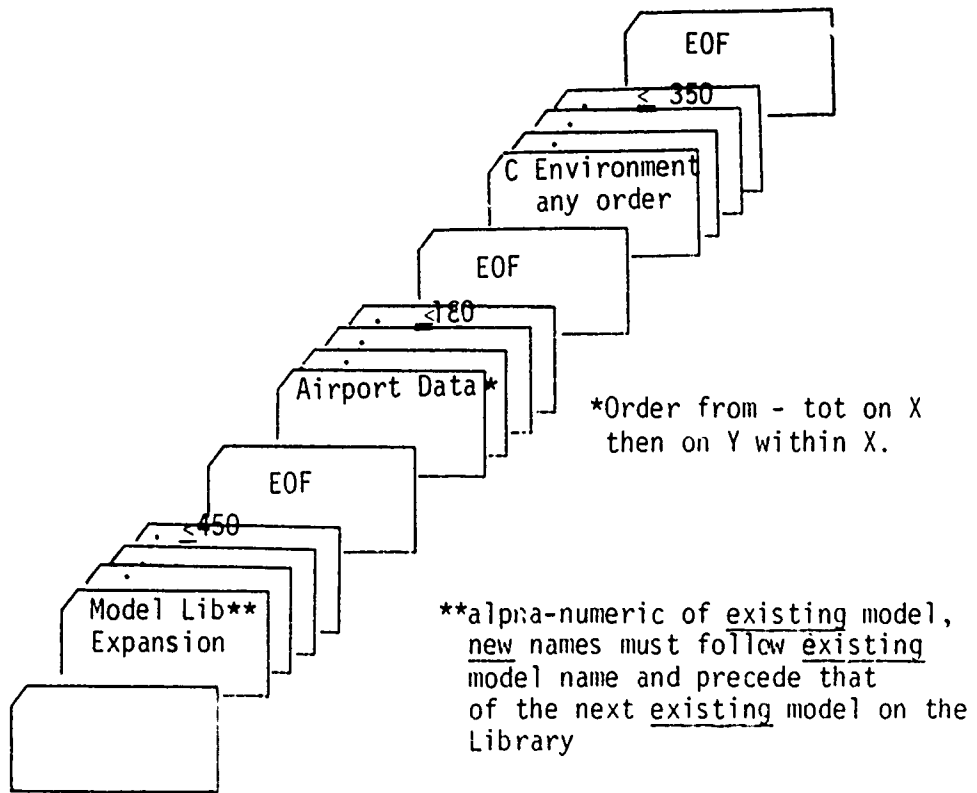 EOF
≤ 350
C Environment
any order
EOF
≤180
Airport Data*
*Order from - tot on X
then on Y within X.
EOF
≤450
Model Lib**
Expansion
**alpha-numeric of existing model,
new names must follow existing
model name and precede that
of the next existing model on the
Library